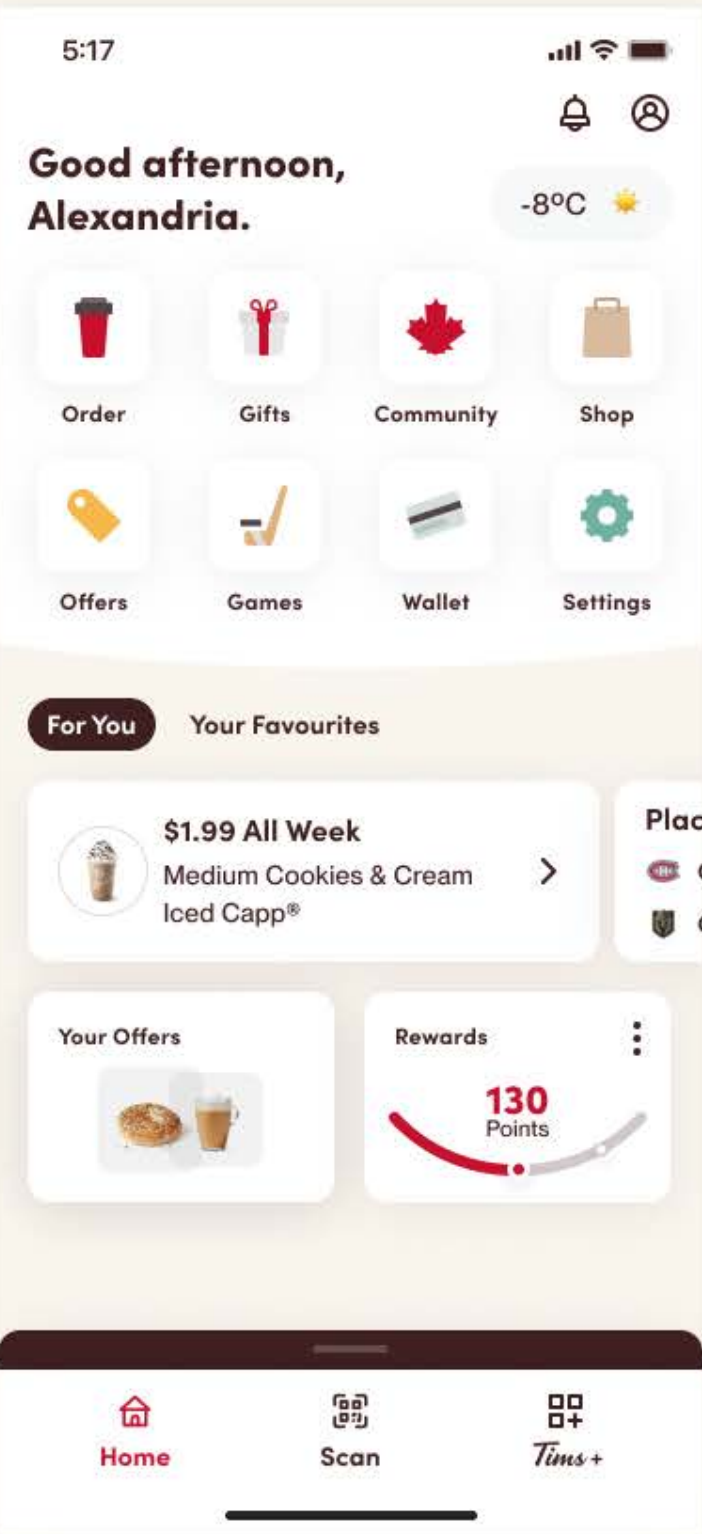 5:17
Good afternoon,
Alexandria.
-8ºC
Order
Gifts
Community
Shop
Offers
Games
Wallet
Settings
For You
Your Favourites
$1.99 All Week
Medium Cookies & Cream
Iced Capp®
Plac
Your Offers
Rewards
130
Points
Home
Scan
Tims+